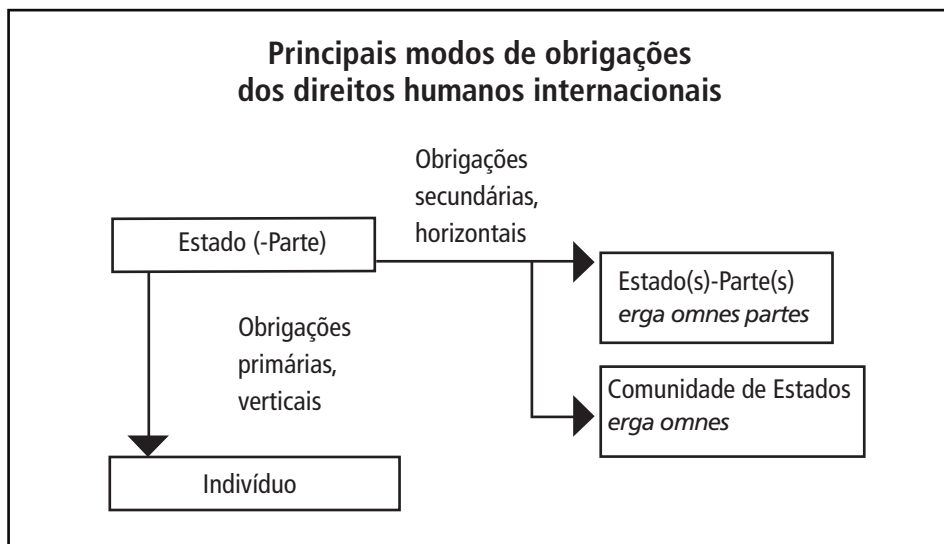 Principais modos de obrigações
dos direitos humanos internacionais
Obrigações
secundárias,
horizontais
Estado (-Parte)
Estado(s)-Parte(s)
erga omnes partes
Obrigações
primárias,
verticais
Comunidade de Estados
erga omnes
Indivíduo